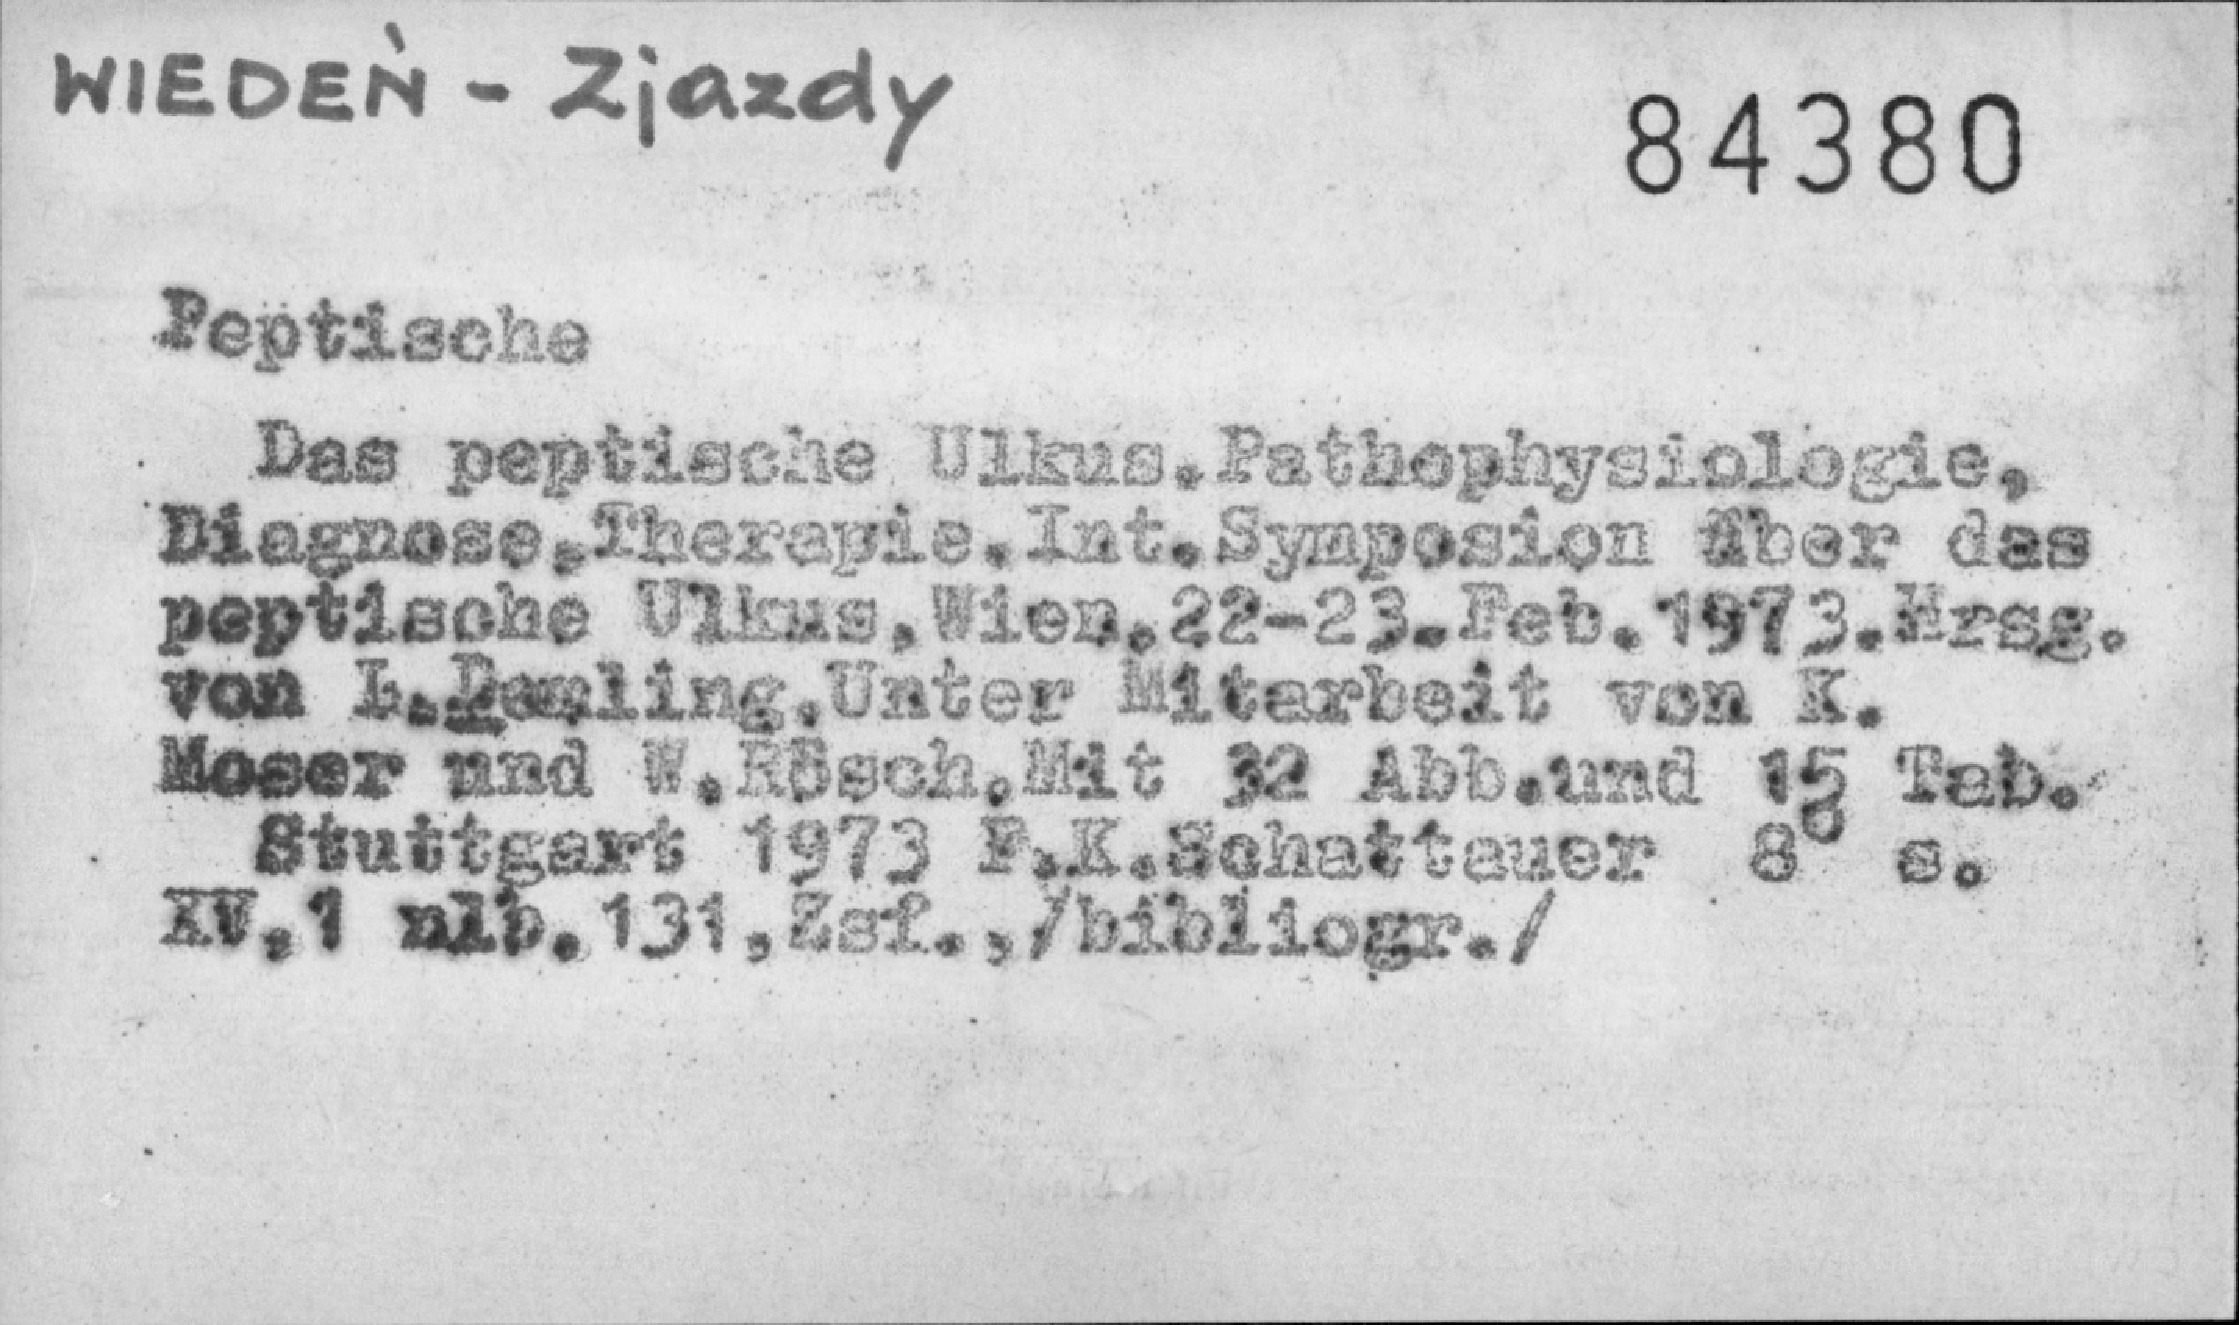 WIEDEŃ - Zjazdy
84380
Peptische
Das peptische Ulkus.Pathophysiologie,
Diagnose,Therapie.Int.Symposion über das
peptische Ulkus,Wien,22-23.Feb.1973.Hrsg.
von L.Demling.Unter Mitarbeit von K.
Moser und W.Rösch.Mit 32 Abb.und 15 Tab.
Stuttgart 1973 F.K.Schattauer 8° s.
XV,1 nlb.131,Zsf.,/bibliogr./